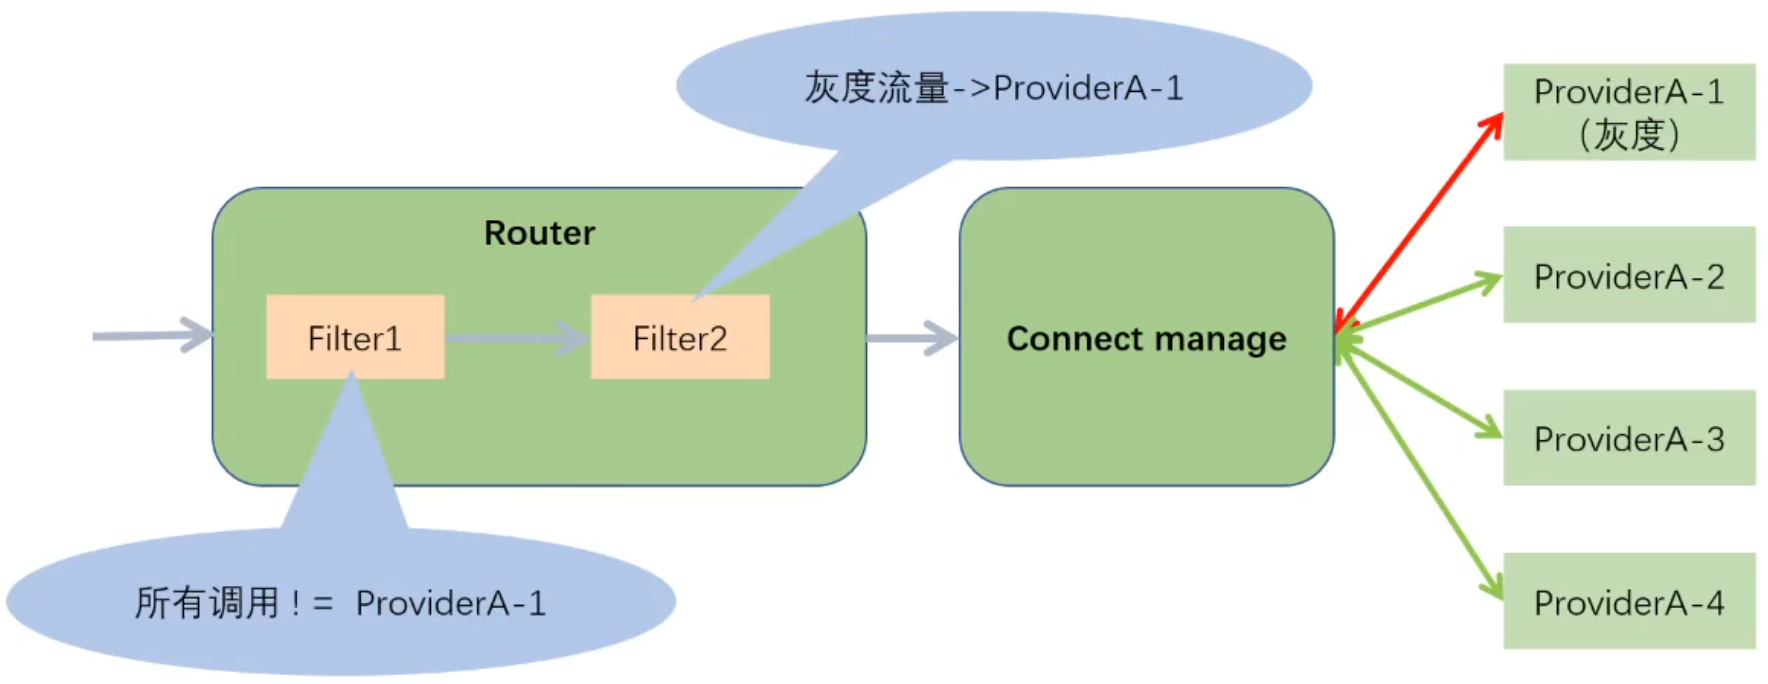 灰度流量->ProviderA-1
Router
Filter1
Filter2
所有调用 ! = ProviderA-1
Connect manage
ProviderA-1
（灰度）
ProviderA-2
ProviderA-3
ProviderA-4